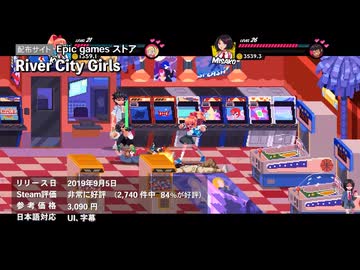 LEVEL 21
LEVEL 26
配布サイト Epic games ストア
1559.1
MISAKO
3539.3
River City Girls
SPLASH
リリース日 2019年9月5日
Steam評価 非常に好評 (2,740 件中 84%が好評)
参考価格 3,090 円
日本語対応 UI、字幕